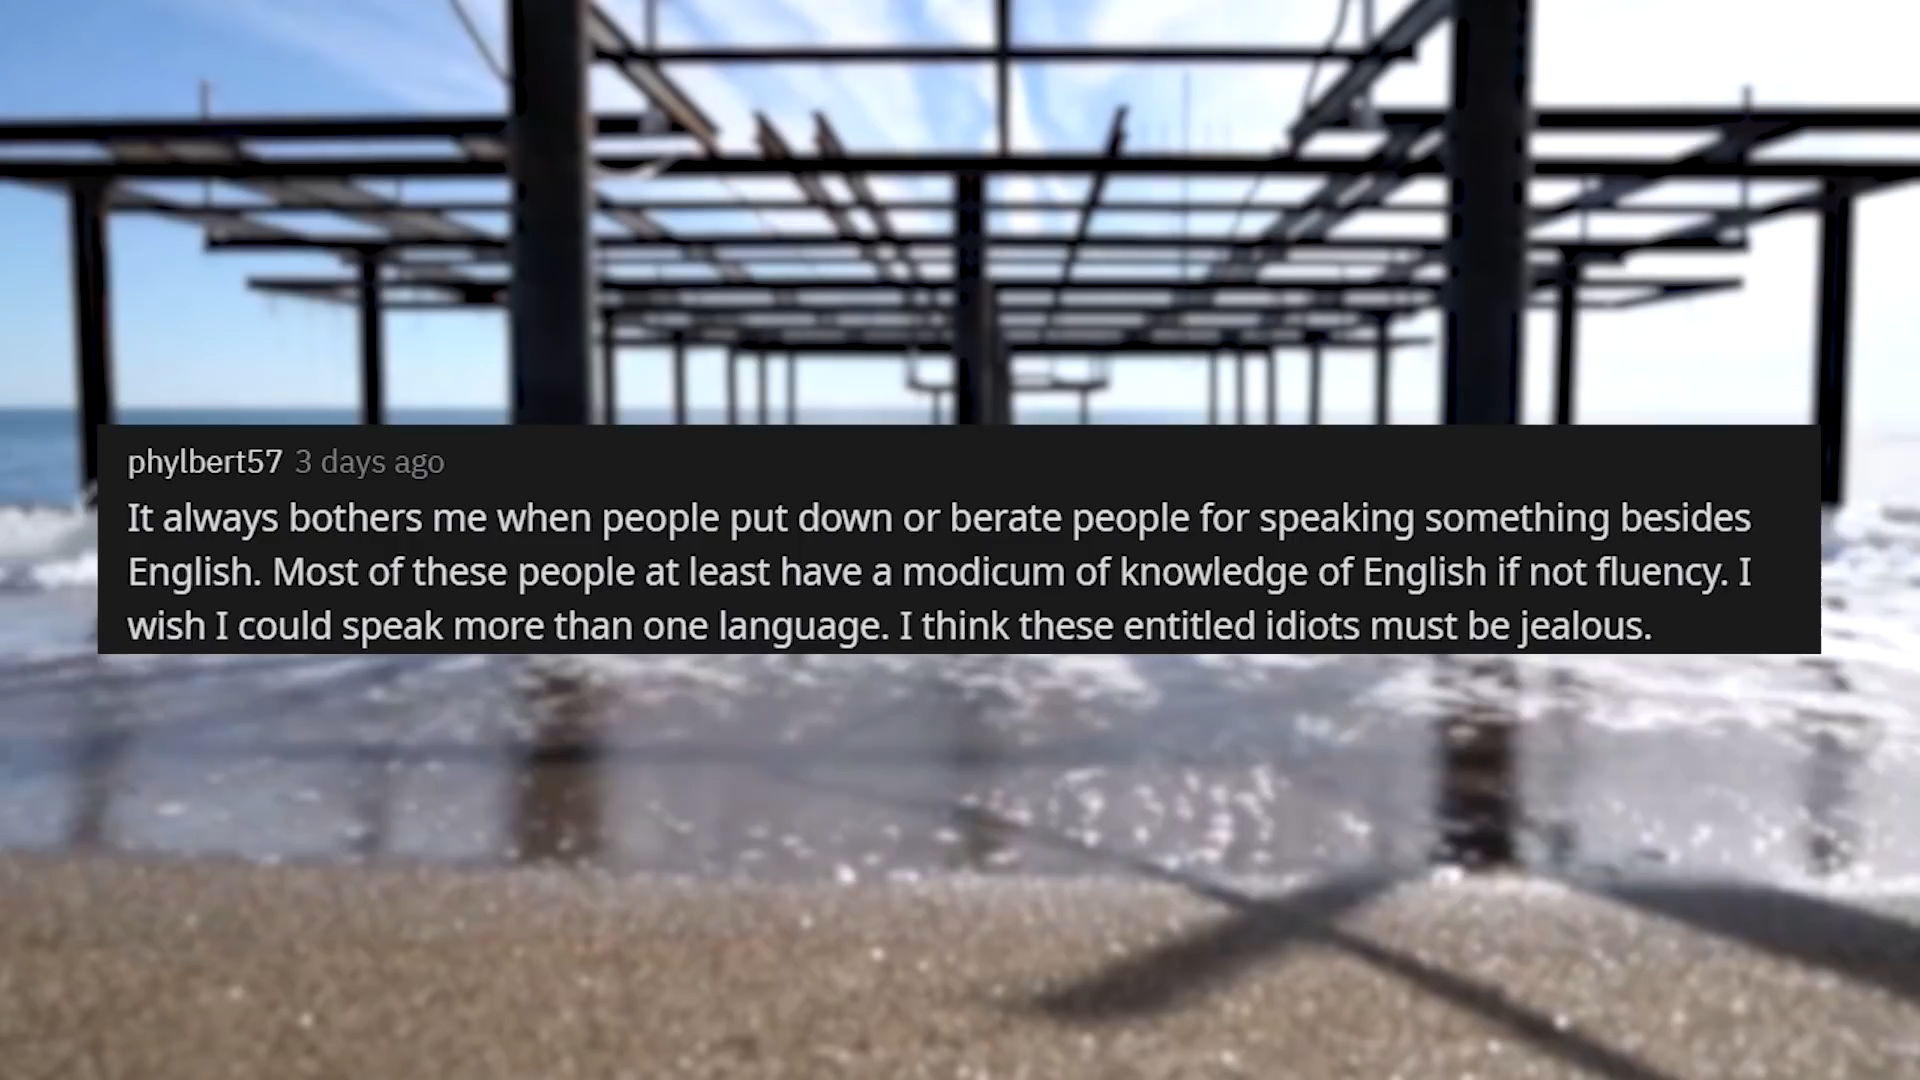 phylbert57 3 days ago
It always bothers me when people put down or berate people for speaking something besides
English. Most of these people at least have a modicum of knowledge of English if not fluency. I
wish I could speak more than one language. I think these entitled idiots must be jealous.